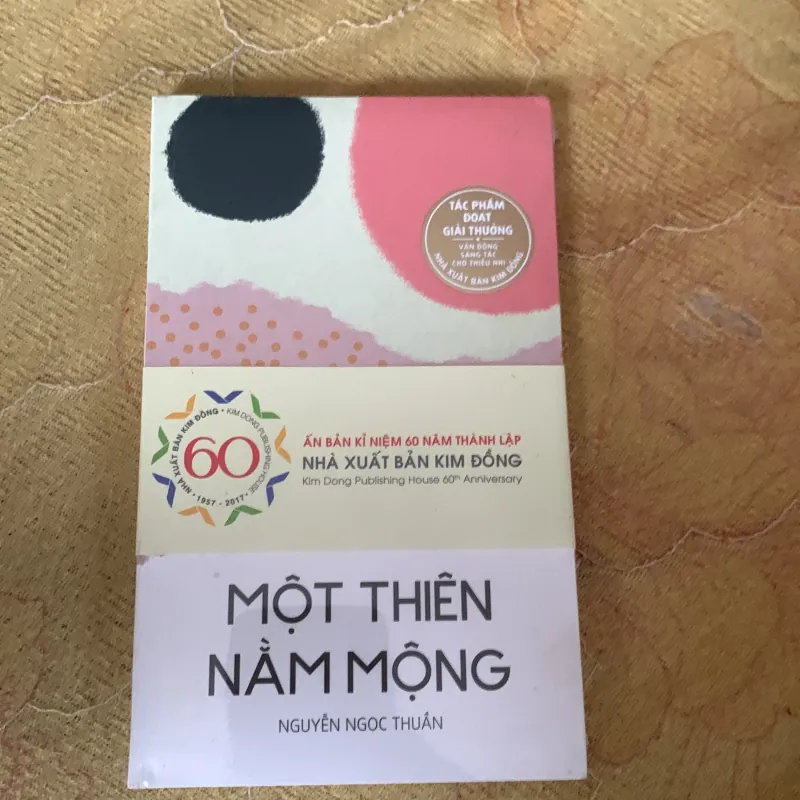 TÁC PHẨM
ĐOẠT
GIẢI THƯỞNG
VẬN ĐỘNG
SÁNG TÁC
CHO THIẾU NHI
NHÀ XUẤT BẢN KIM ĐỒNG
NHÀ XUẤT BẢN KIM ĐỒNG • KIM DONG PUBLISHING HOUSE
• 1957 - 2017 •
60
ẤN BẢN KỈ NIỆM 60 NĂM THÀNH LẬP
NHÀ XUẤT BẢN KIM ĐỒNG
Kim Dong Publishing House 60th Anniversary
MỘT THIÊN
NẰM MỘNG
NGUYỄN NGỌC THUẦN